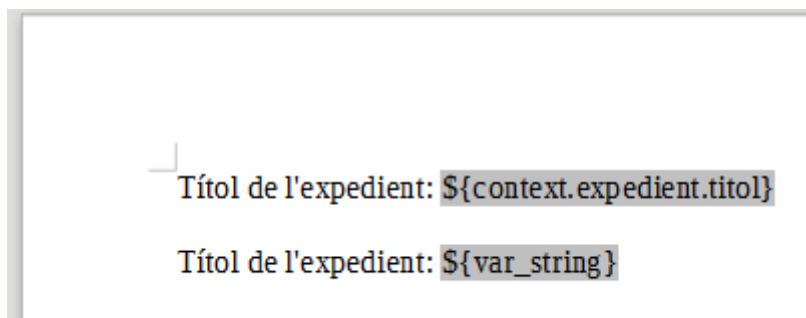 Títol de l'expedient: ${context.expedient.titol}
Títol de l'expedient: ${var_string}